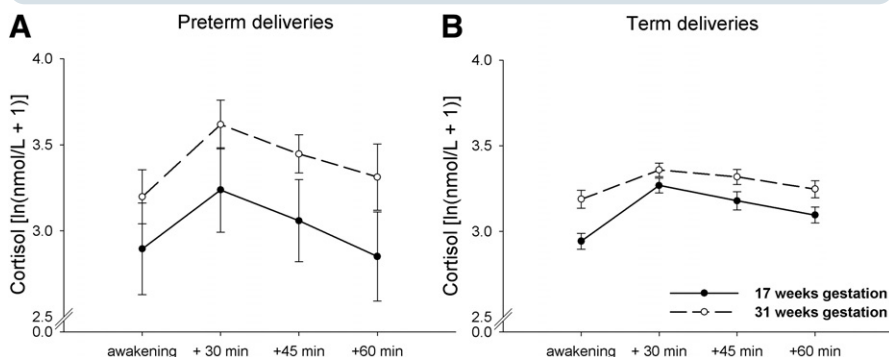 A
Preterm deliveries
Cortisol [ln(nmol/L + 1)]
4.0
3.5
3.0
2.5
0.0
awakening + 30 min +45 min +60 min
B
Term deliveries
Cortisol [ln(nmol/L + 1)]
4.0
3.5
3.0
2.5
0.0
17 weeks gestation
31 weeks gestation
awakening + 30 min +45 min +60 min